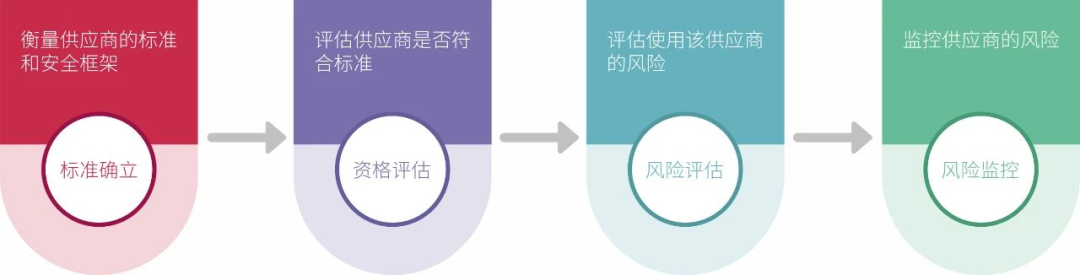 衡量供应商的标准
和安全框架
标准确立
评估供应商是否符
合标准
资格评估
评估使用该供应商
的风险
风险评估
监控供应商的风险
风险监控